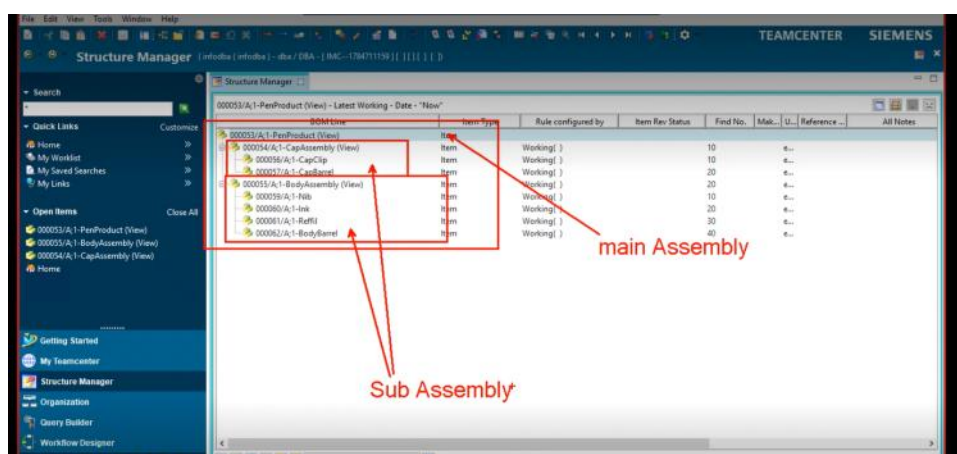 File Edit View Tools Window Help
TEAMCENTER SIEMENS
Structure Manager
Search
Structure Manager
000053/A;1-PenProduct (View) - Latest Working - Date - "Now"
Quick Links Customize
BOM Line Item Type Rule configured by Item Rev Status Find No. Mak... U... Reference ... All Notes
000053/A;1-PenProduct (View) Item
Home
000054/A;1-CapAssembly (View) Item Working( ) 10 e...
My Worklist
000056/A;1-CapClip Item Working( ) 10 e...
My Saved Searches
000057/A;1-CapBarrel Item Working( ) 20 e...
My Links
000055/A;1-BodyAssembly (View) Item Working( ) 20 e...
000059/A;1-Nib Item Working( ) 10 e...
Open Items Close All
000060/A;1-Ink Item Working( ) 20 e...
000061/A;1-Reffil Item Working( ) 30 e...
000053/A;1-PenProduct (View)
000062/A;1-BodyBarrel Item Working( ) 40 e...
000055/A;1-BodyAssembly (View)
main Assembly
000054/A;1-CapAssembly (View)
Home
Getting Started
My Teamcenter
Structure Manager
Sub Assembly
Organization
Query Builder
Workflow Designer